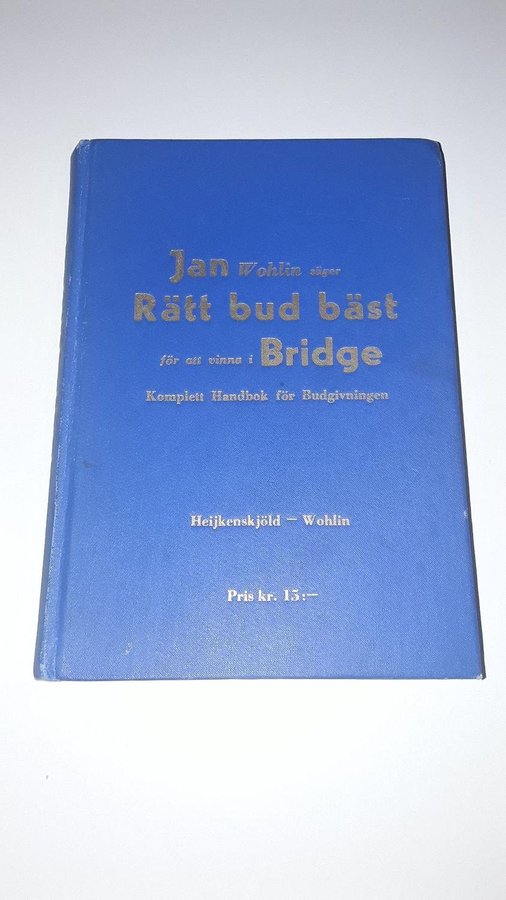 Jan Wohlin säger
Rätt bud bäst
för att vinna i Bridge
Komplett Handbok för Budgivningen
Heijkenskjöld — Wohlin
Pris kr. 15:—